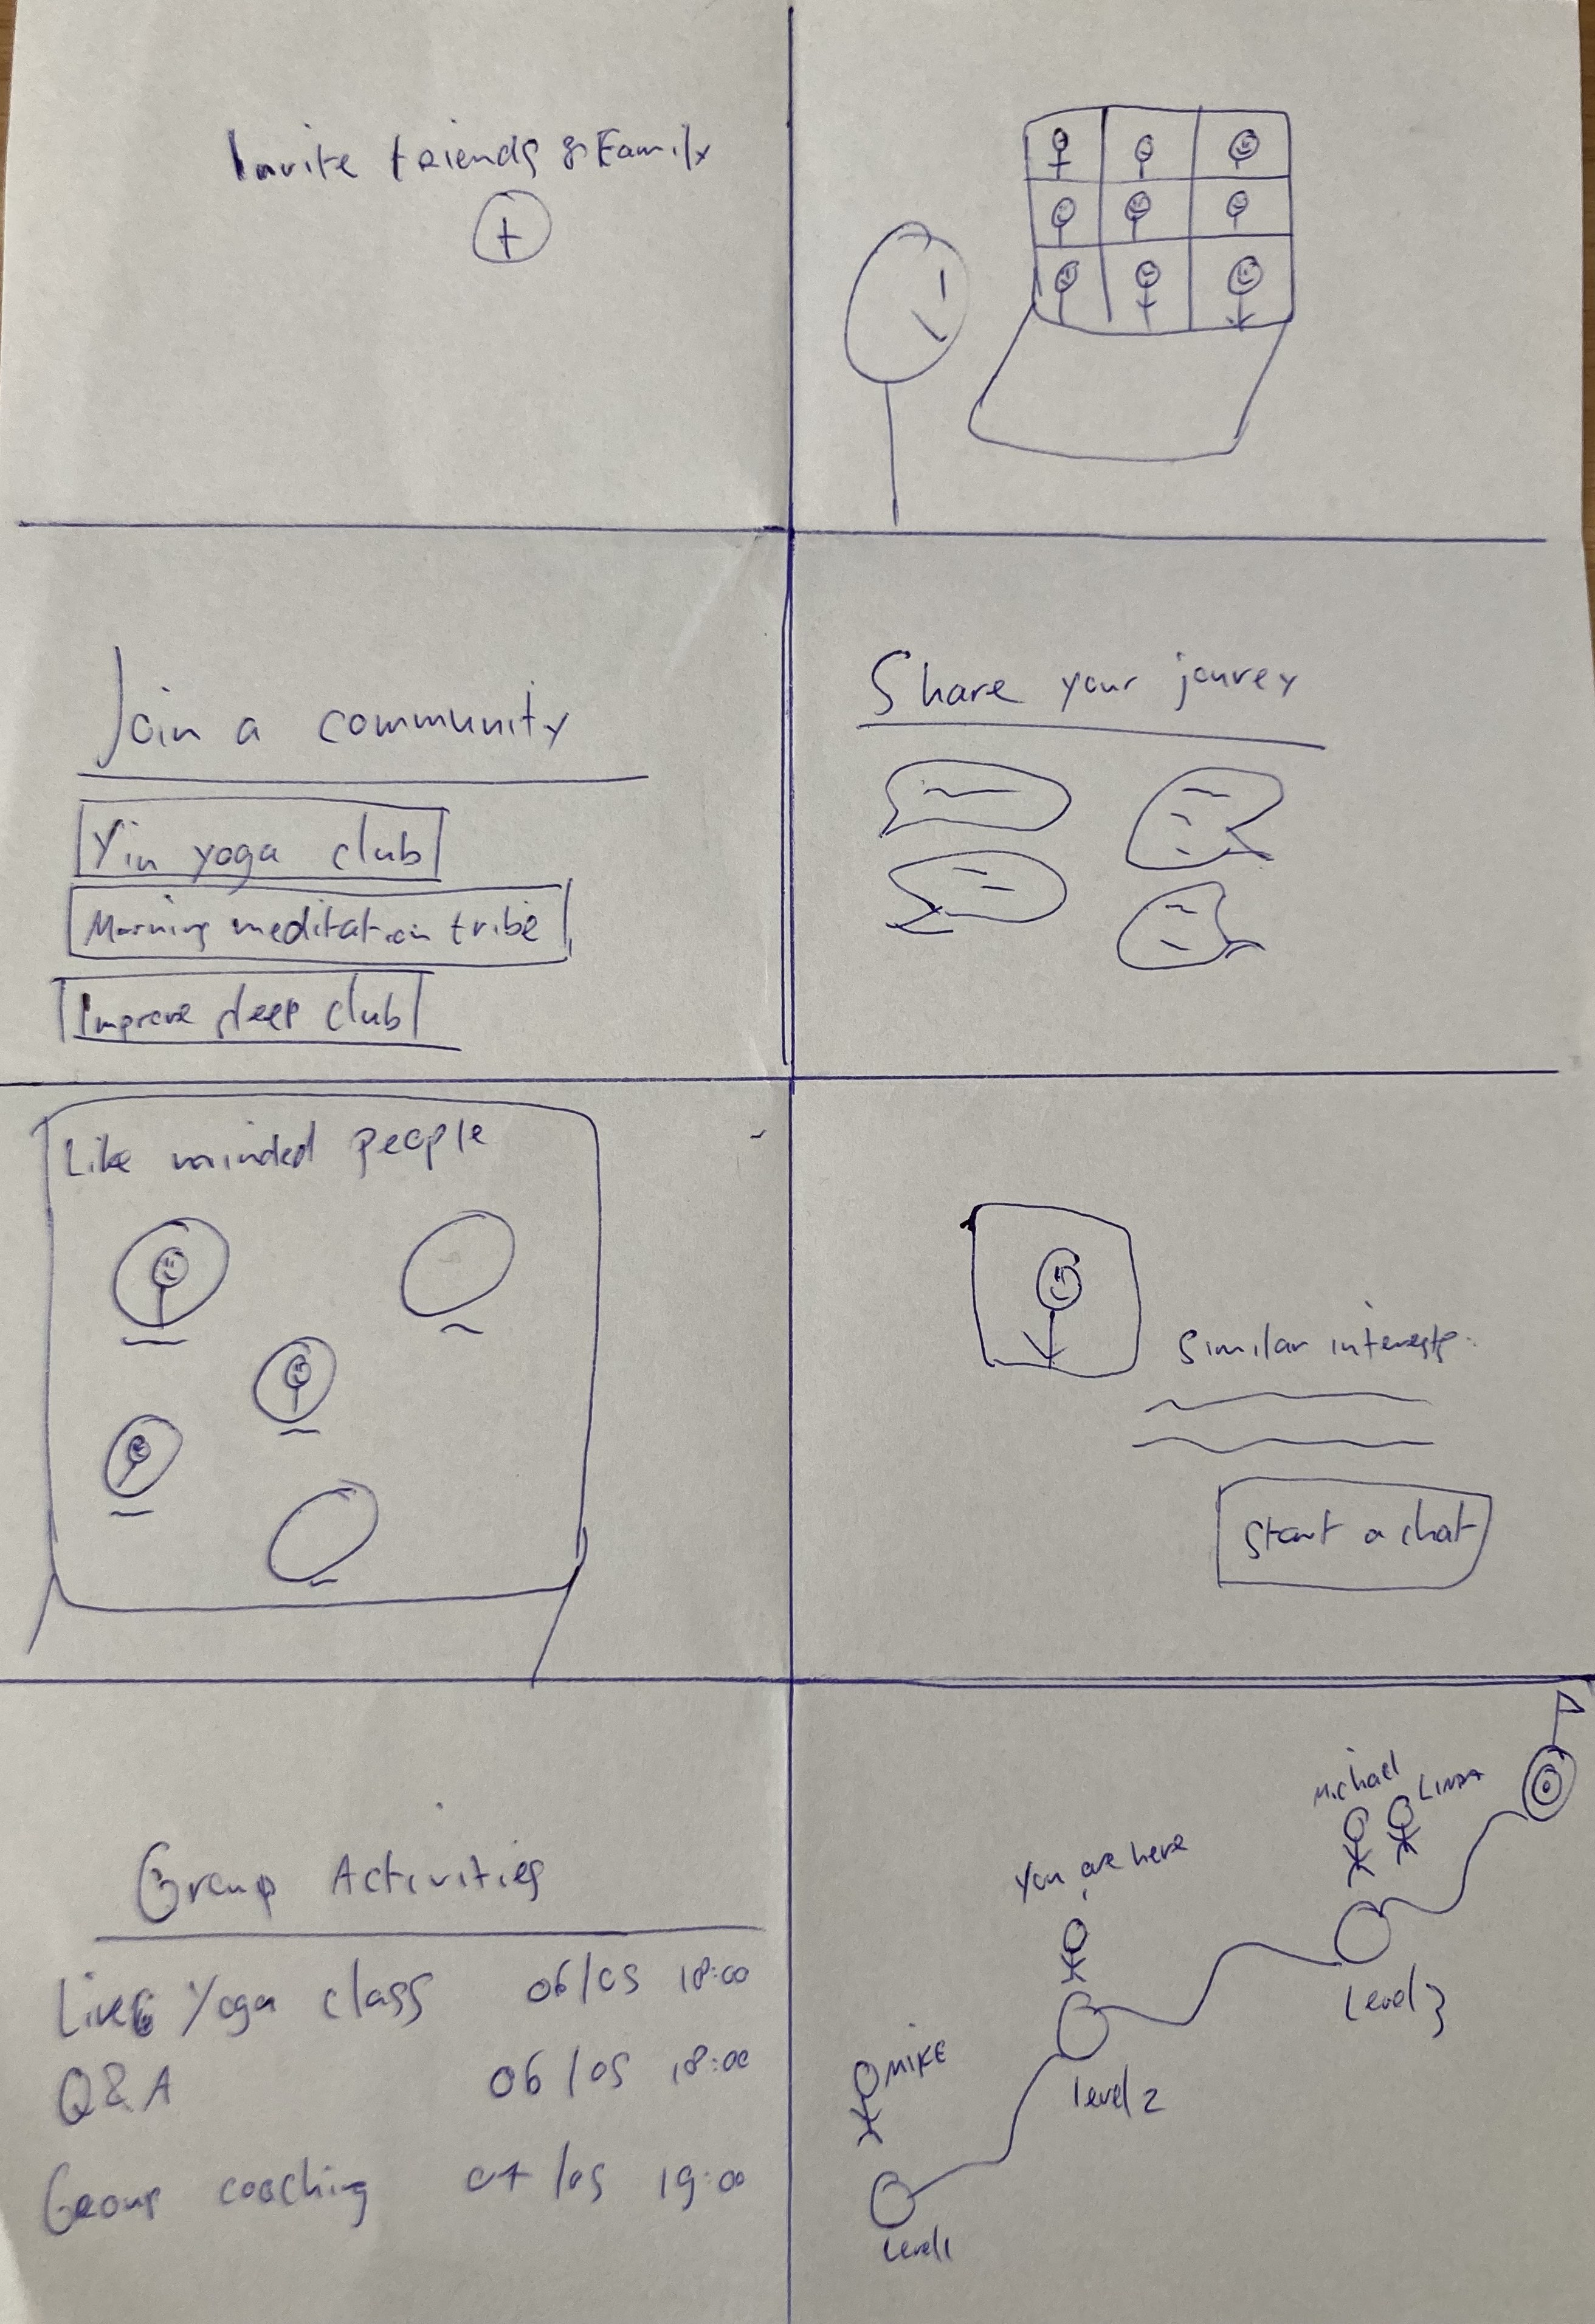 Invite friends & Family
+
Join a community
Yin yoga club
Morning meditation tribe
Improve sleep club
Share your jourey
Like minded people
Similar interests
Start a chat
Group Activities
Live Yoga class 06/05 18:00
Q&A 06/05 18:00
Group coaching 07/05 19:00
Michael LINDA
You are here
Level 3
MIKE
level 2
Level 1